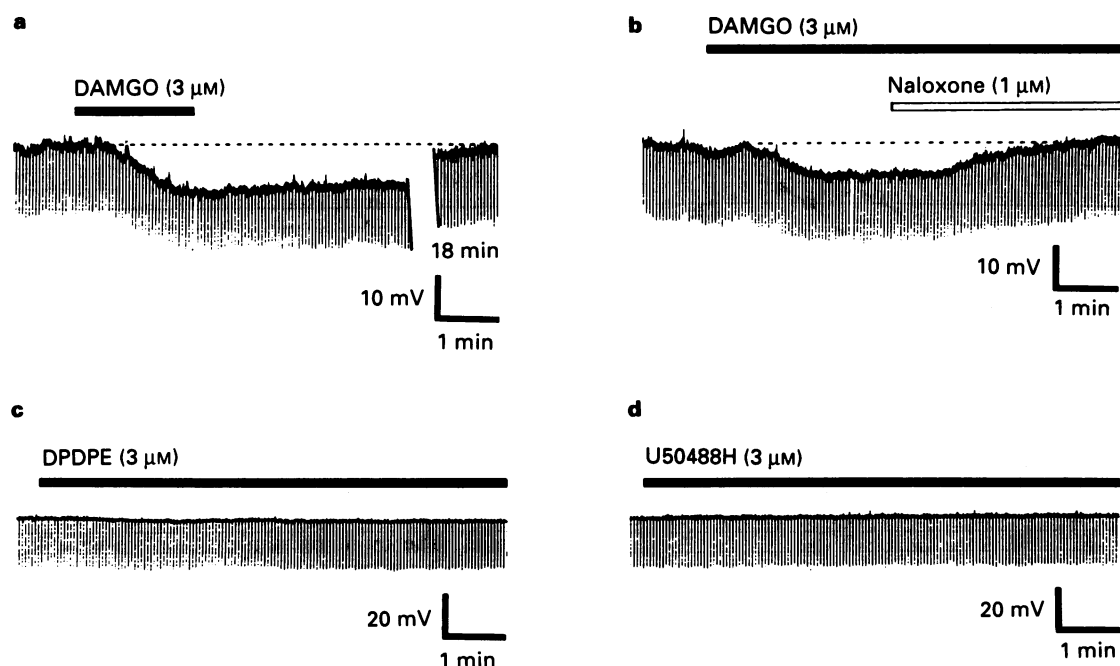 a
DAMGO (3 μM)
18 min
10 mV
1 min
b
DAMGO (3 μM)
Naloxone (1 μM)
10 mV
1 min
c
DPDPE (3 μM)
20 mV
1 min
d
U50488H (3 μM)
20 mV
1 min